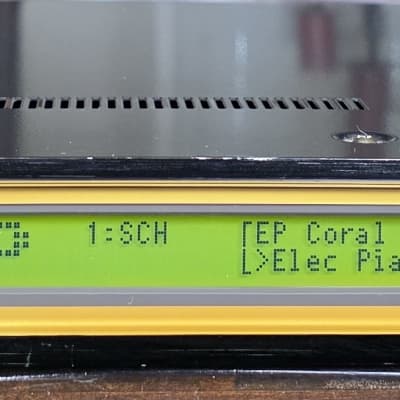 1:SCH [EP Coral
[>Elec Pia